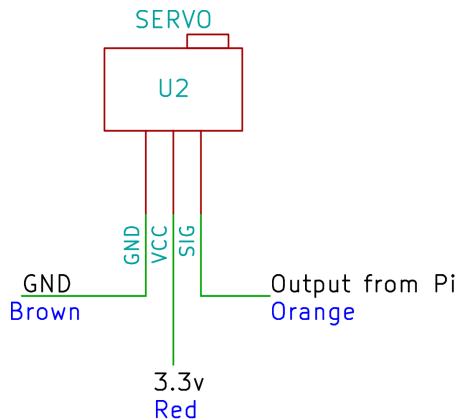 SERVO
U2
GND
VCC
SIG
GND
Brown
Output from Pi
Orange
3.3v
Red